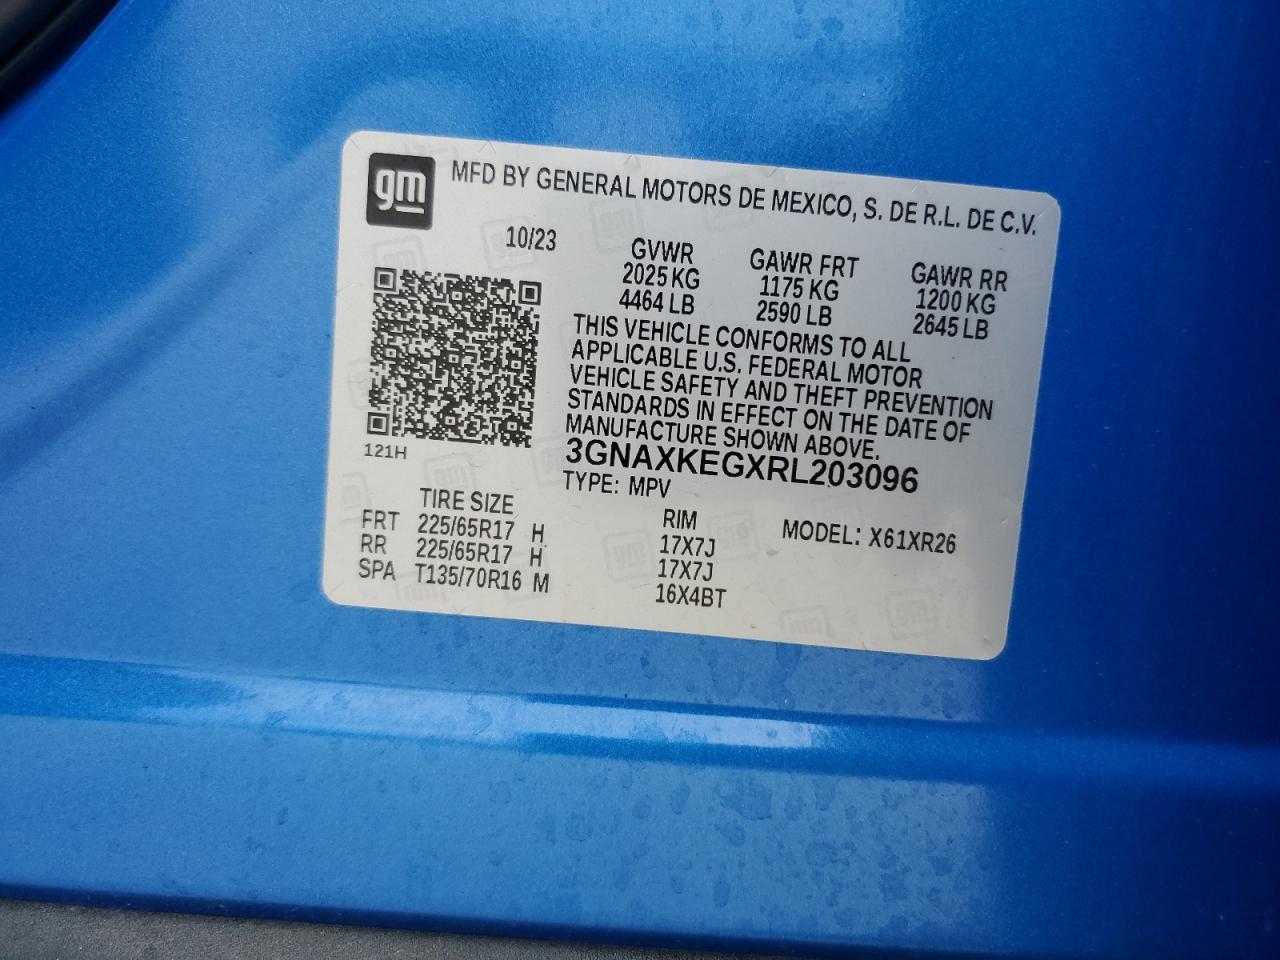 gm
MFD BY GENERAL MOTORS DE MEXICO, S. DE R.L. DE C.V.
10/23
GVWR GAWR FRT GAWR RR
2025 KG 1175 KG 1200 KG
4464 LB 2590 LB 2645 LB
THIS VEHICLE CONFORMS TO ALL
APPLICABLE U.S. FEDERAL MOTOR
VEHICLE SAFETY AND THEFT PREVENTION
STANDARDS IN EFFECT ON THE DATE OF
MANUFACTURE SHOWN ABOVE.
121H
3GNAXKEGXRL203096
TYPE: MPV
TIRE SIZE RIM MODEL: X61XR26
FRT 225/65R17 H 17X7J
RR 225/65R17 H 17X7J
SPA T135/70R16 M 16X4BT